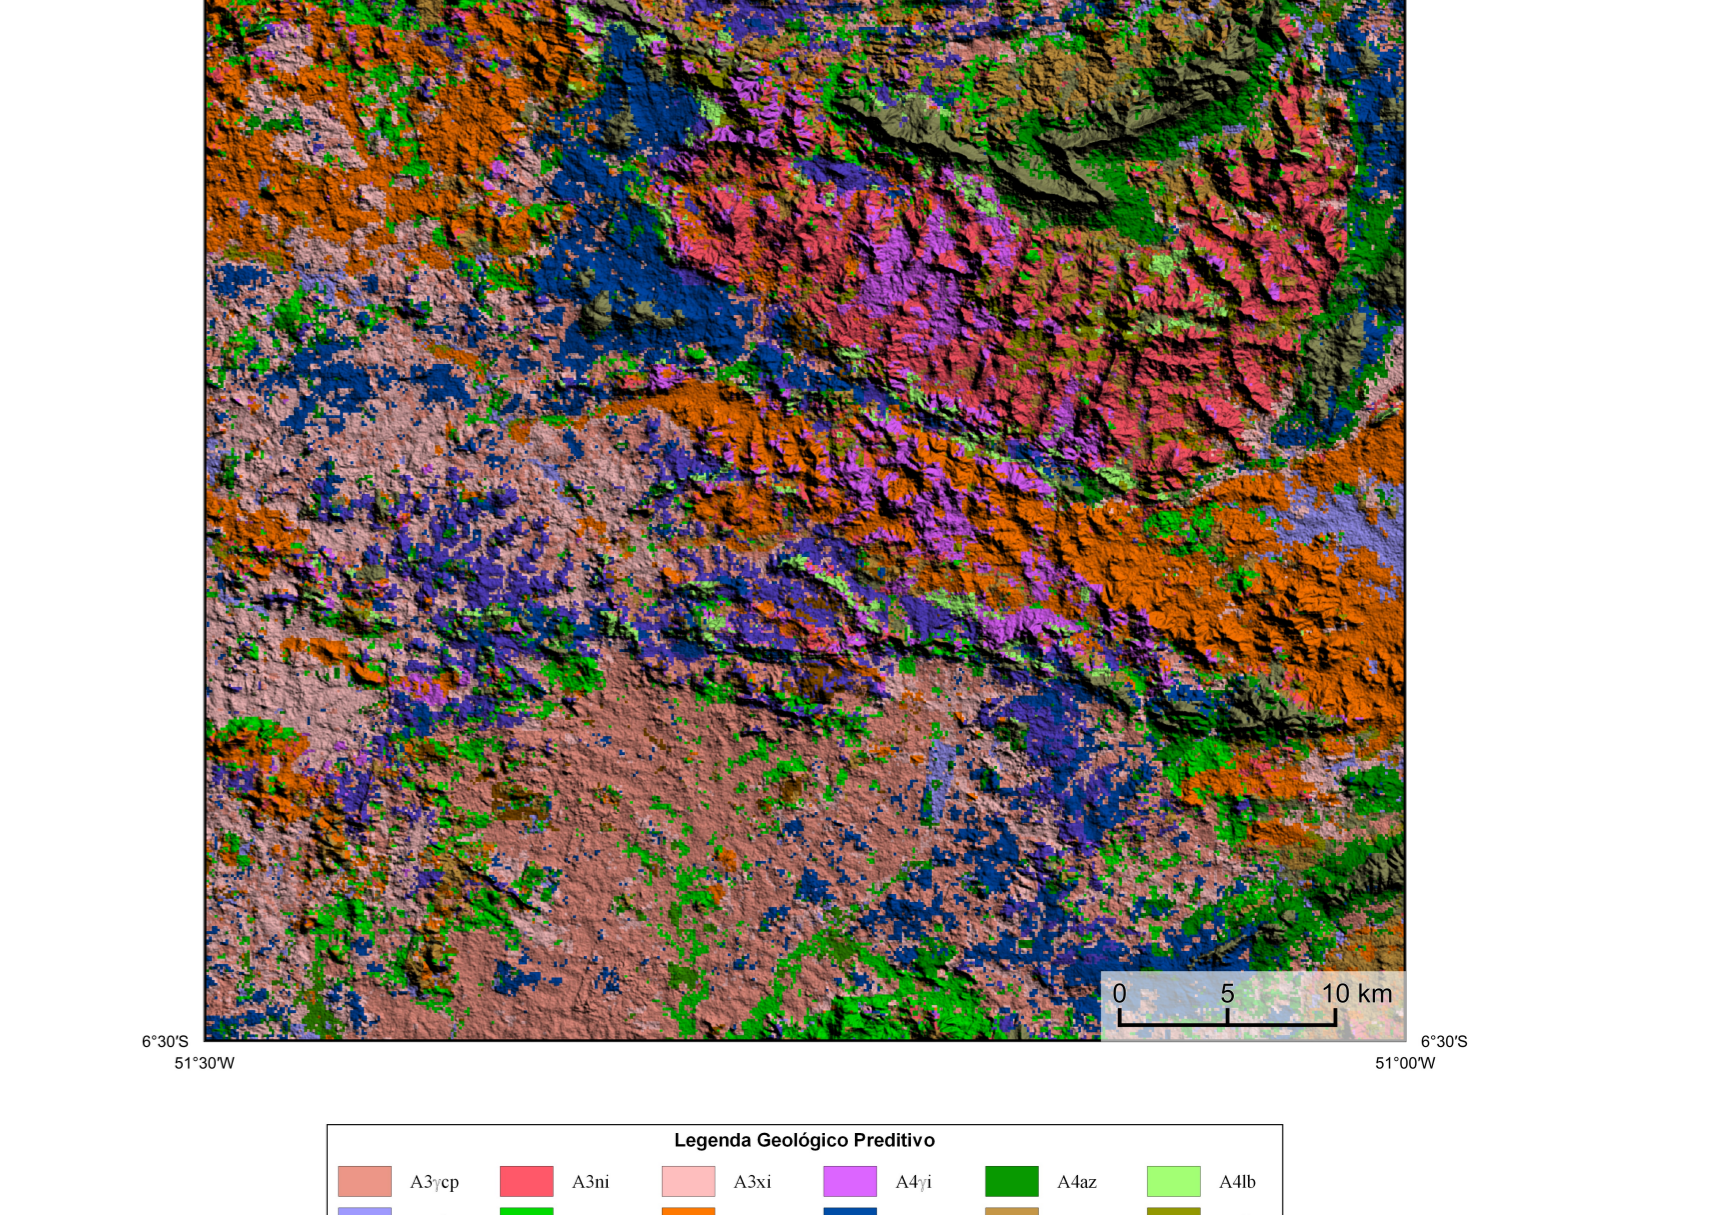 0 5 10 km
6°30'S 6°30'S
51°30'W 51°00'W
Legenda Geológico Preditivo
A3γcp A3ni A3xi A4γi A4az A4lb